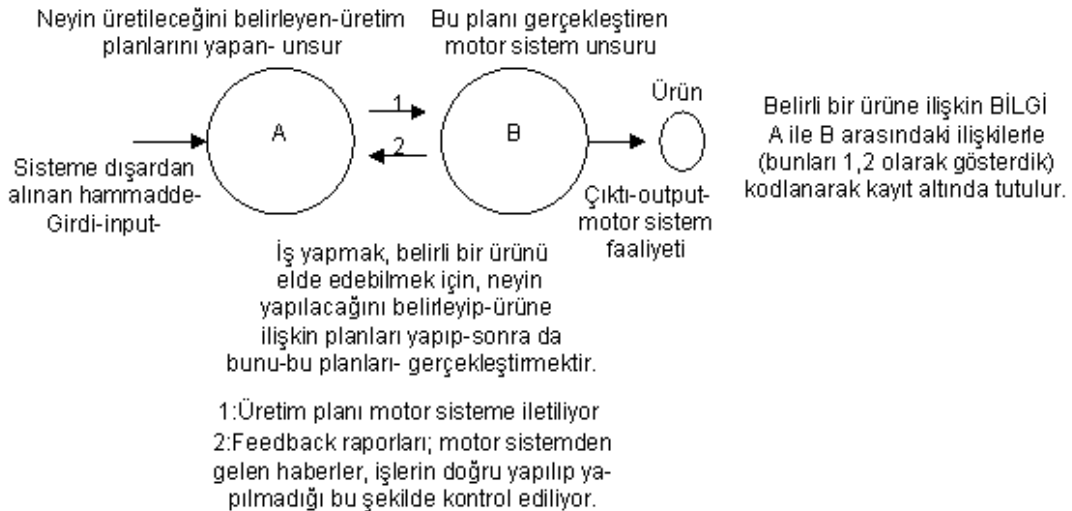 Neyin üretileceğini belirleyen-üretim
planlarını yapan- unsur
Bu planı gerçekleştiren
motor sistem unsuru
A
1
2
B
Ürün
Sisteme dışardan
alınan hammadde-
Girdi-input-
Çıktı-output-
motor sistem
faaliyeti
Belirli bir ürüne ilişkin BİLGİ
A ile B arasındaki ilişkilerle
(bunları 1,2 olarak gösterdik)
kodlanarak kayıt altında tutulur.
İş yapmak, belirli bir ürünü
elde edebilmek için, neyin
yapılacağını belirleyip-ürüne
ilişkin planları yapıp-sonra da
bunu-bu planları- gerçekleştirmektir.
1:Üretim planı motor sisteme iletiliyor
2:Feedback raporları; motor sistemden
gelen haberler, işlerin doğru yapılıp ya-
pılmadığı bu şekilde kontrol ediliyor.